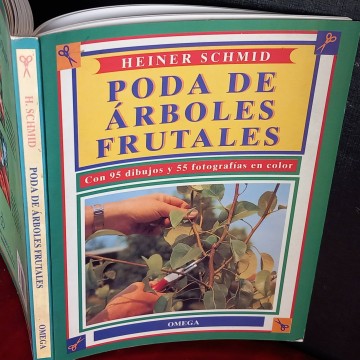 HEINER SCHMID
PODA DE
ÁRBOLES
FRUTALES
Con 95 dibujos y 55 fotografías en color
OMEGA
H. SCHMID
PODA DE ÁRBOLES FRUTALES
OMEGA